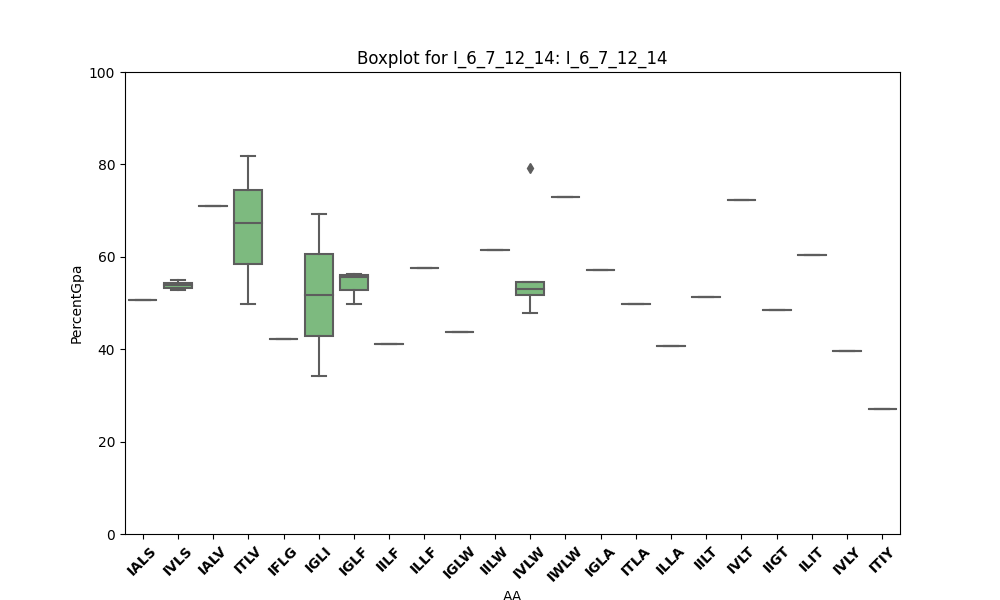 Boxplot for I_6_7_12_14: I_6_7_12_14
100
80
60
40
20
0
PercentGpa
IALS IVLS IALV ITLV IFLG IGLI IGLF IILF ILLF IGLW IILW IVLW IWLW IGLA ITLA ILLA IILT IVLT IIGT ILIT IVLY ITIY
AA